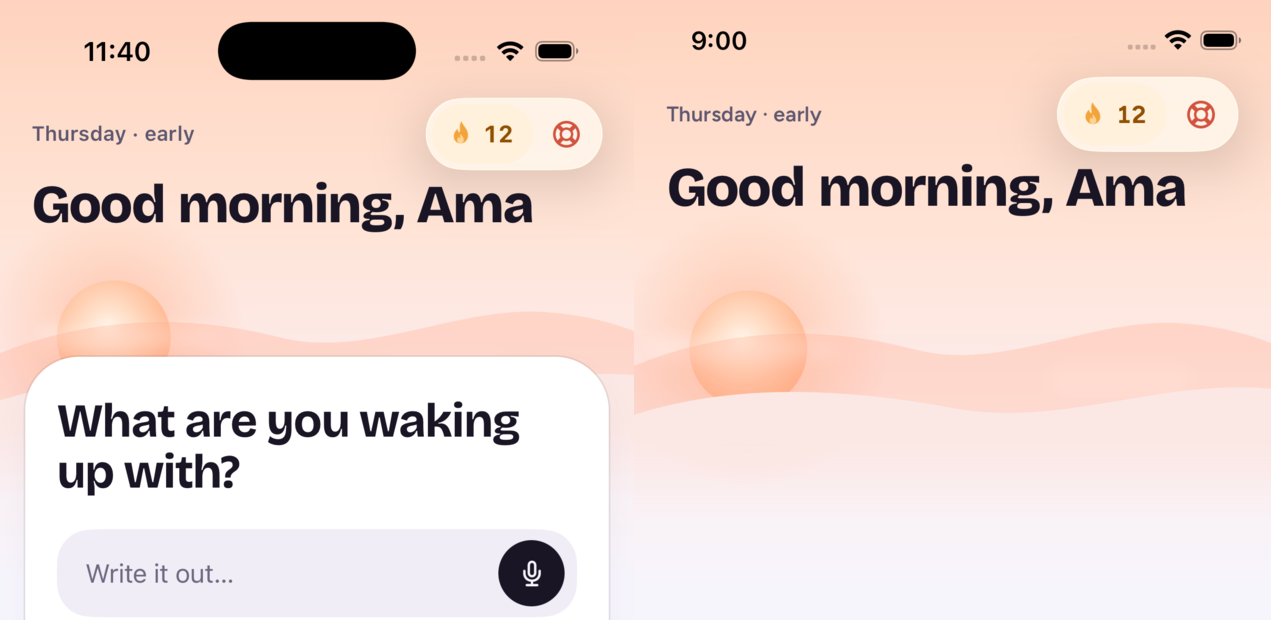 11:40
Thursday · early
12
Good morning, Ama
What are you waking
up with?
Write it out...
9:00
Thursday · early
12
Good morning, Ama